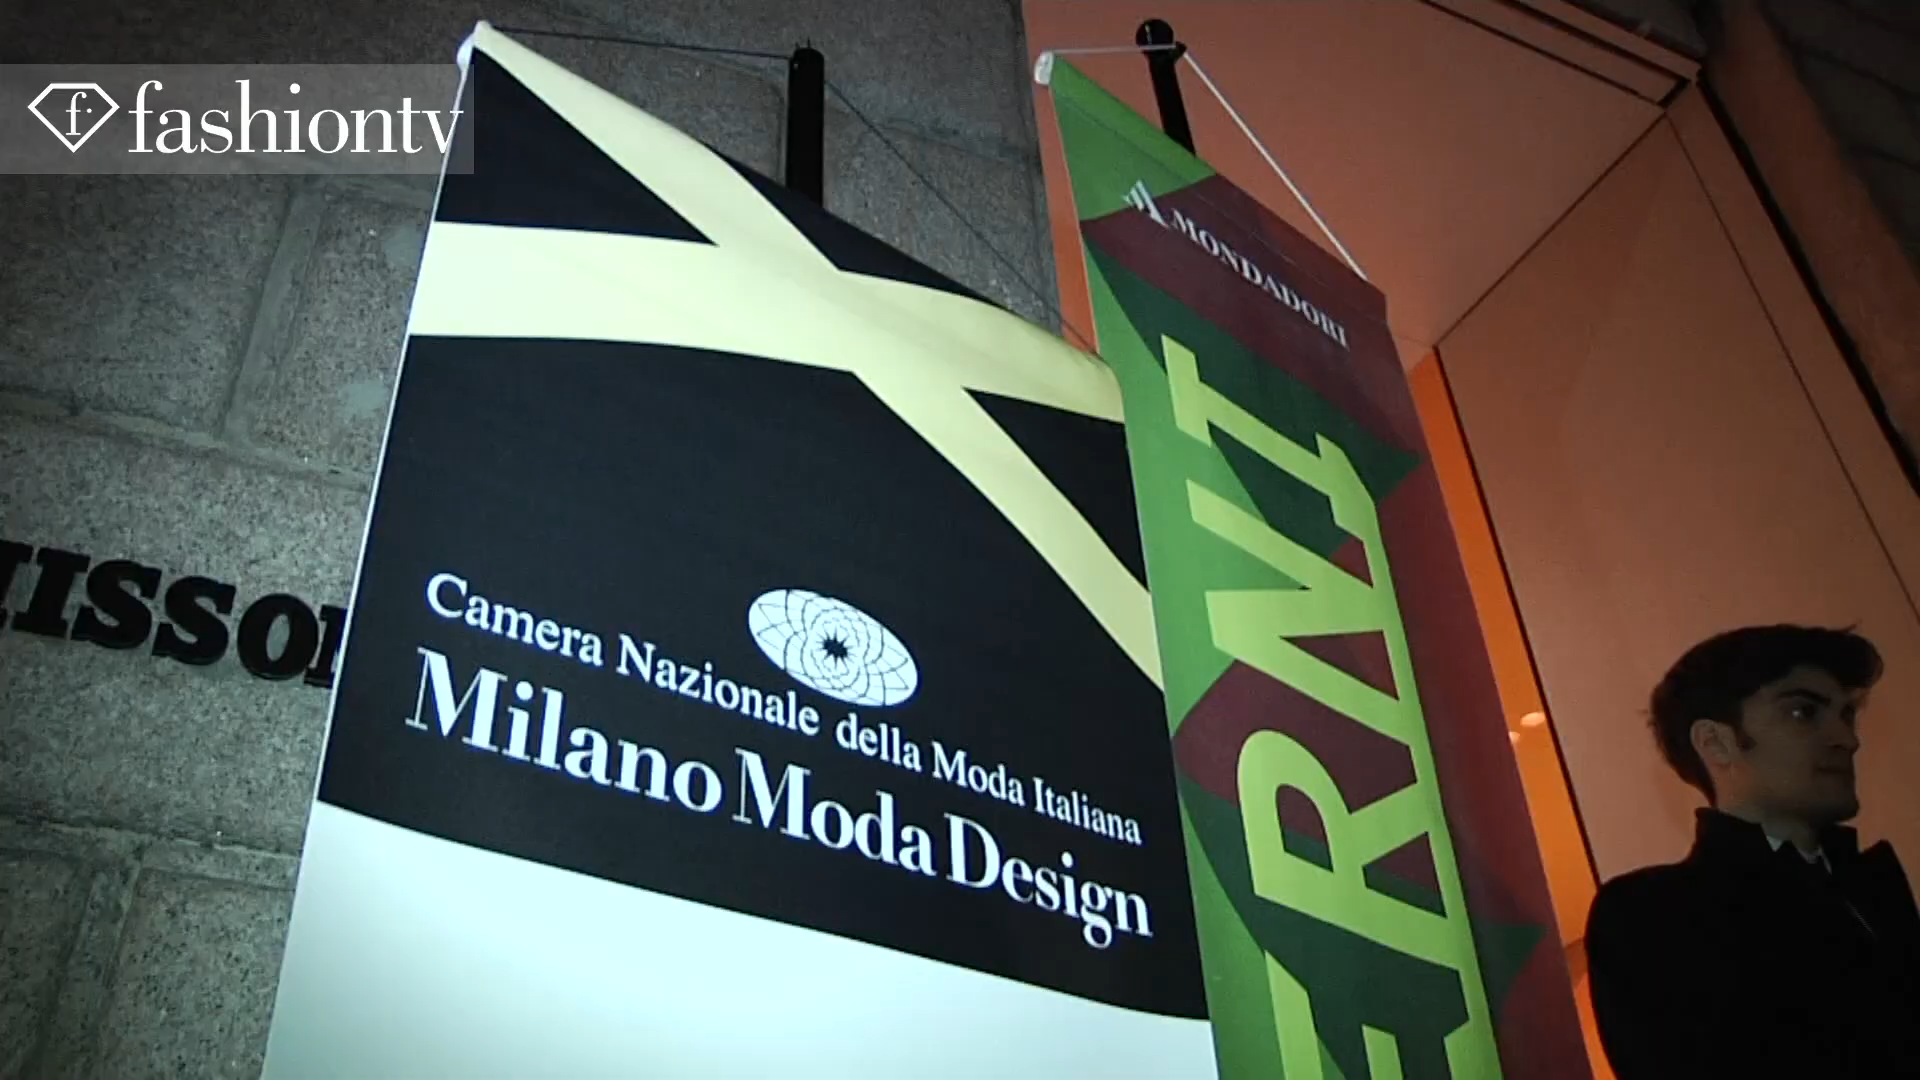 fashiontv
MONDADORI
Camera Nazionale della Moda Italiana
Milano Moda Design